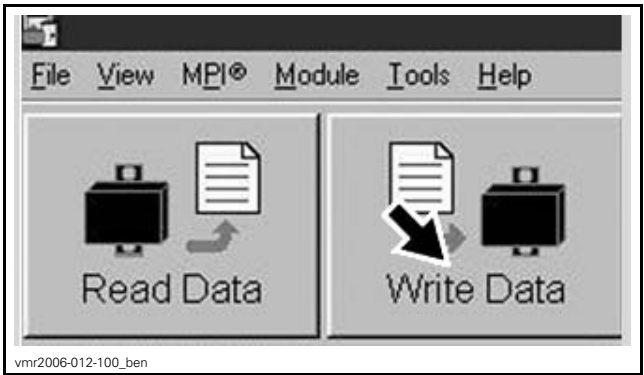 File View MPI® Module Tools Help
Read Data Write Data
vmr2006-012-100_ben